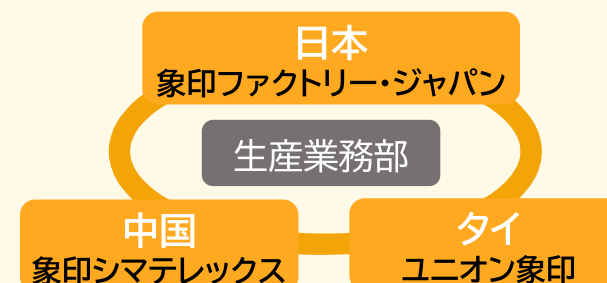 日本
象印ファクトリー・ジャパン
生産業務部
中国
象印シマテレックス
タイ
ユニオン象印